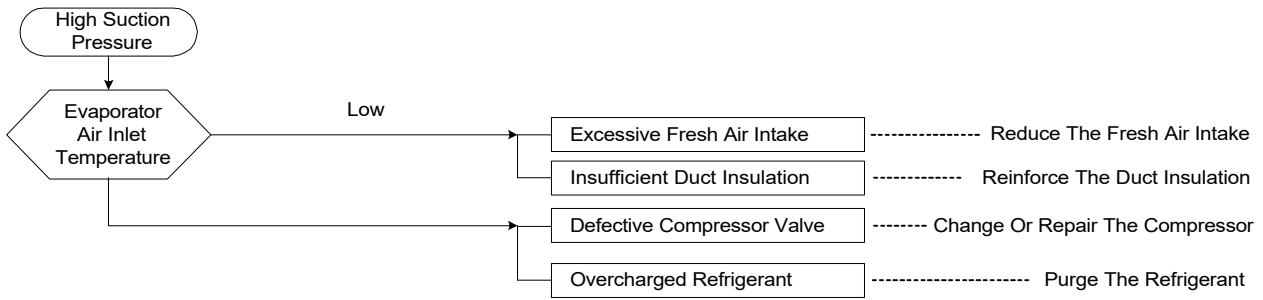 High Suction
Pressure
Evaporator
Air Inlet
Temperature
Low
Excessive Fresh Air Intake
Reduce The Fresh Air Intake
Insufficient Duct Insulation
Reinforce The Duct Insulation
Defective Compressor Valve
Change Or Repair The Compressor
Overcharged Refrigerant
Purge The Refrigerant